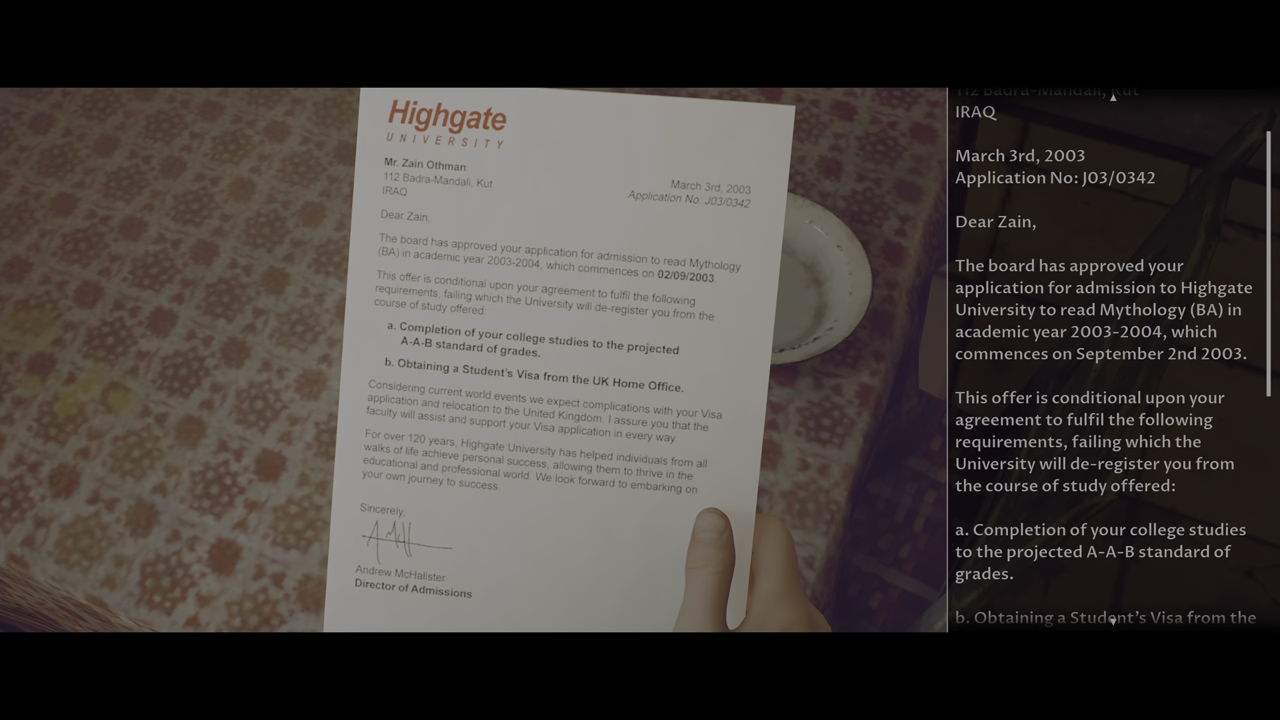 Highgate
UNIVERSITY
Mr. Zain Othman
112 Badra-Mandali, Kut
IRAQ
March 3rd, 2003
Application No: J03/0342
Dear Zain,
The board has approved your application for admission to read Mythology
(BA) in academic year 2003-2004, which commences on 02/09/2003
This offer is conditional upon your agreement to fulfil the following
requirements, failing which the University will de-register you from the
course of study offered:
a. Completion of your college studies to the projected
A-A-B standard of grades.
b. Obtaining a Student's Visa from the UK Home Office.
Considering current world events we expect complications with your Visa
application and relocation to the United Kingdom. I assure you that the
faculty will assist and support your Visa application in every way.
For over 120 years, Highgate University has helped individuals from all
walks of life achieve personal success, allowing them to thrive in the
educational and professional world. We look forward to embarking on
your own journey to success.
Sincerely,
Andrew McHalister
Director of Admissions
112 Badra-Mandali, Kut
IRAQ
March 3rd, 2003
Application No: J03/0342
Dear Zain,
The board has approved your
application for admission to Highgate
University to read Mythology (BA) in
academic year 2003-2004, which
commences on September 2nd 2003.
This offer is conditional upon your
agreement to fulfil the following
requirements, failing which the
University will de-register you from
the course of study offered:
a. Completion of your college studies
to the projected A-A-B standard of
grades.
b. Obtaining a Student's Visa from the